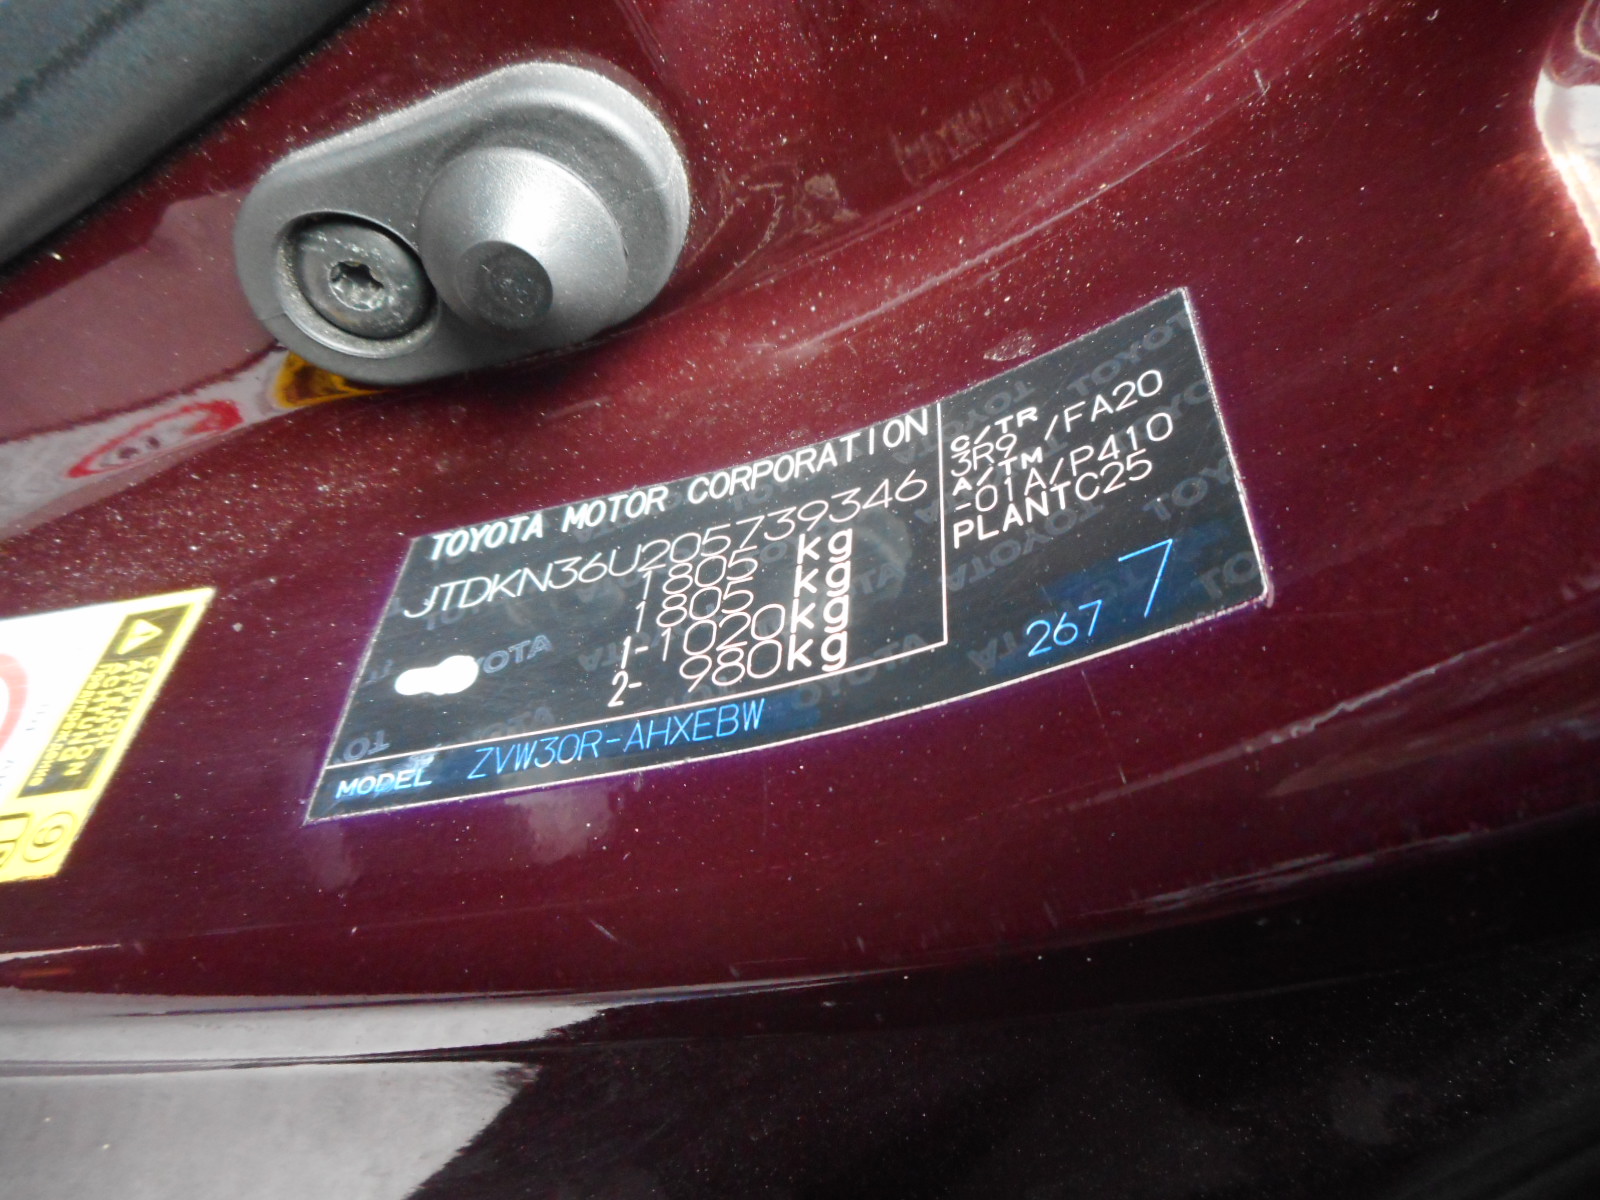 TOYOTA MOTOR CORPORATION
JTDKN36U205739346
1805 kg
1805 kg
1-1020kg
2- 980kg
MODEL ZVW30R-AHXEBW
C/TR
3R9 /FA20
A/TM
-01A/P410
PLANTC25
267 7